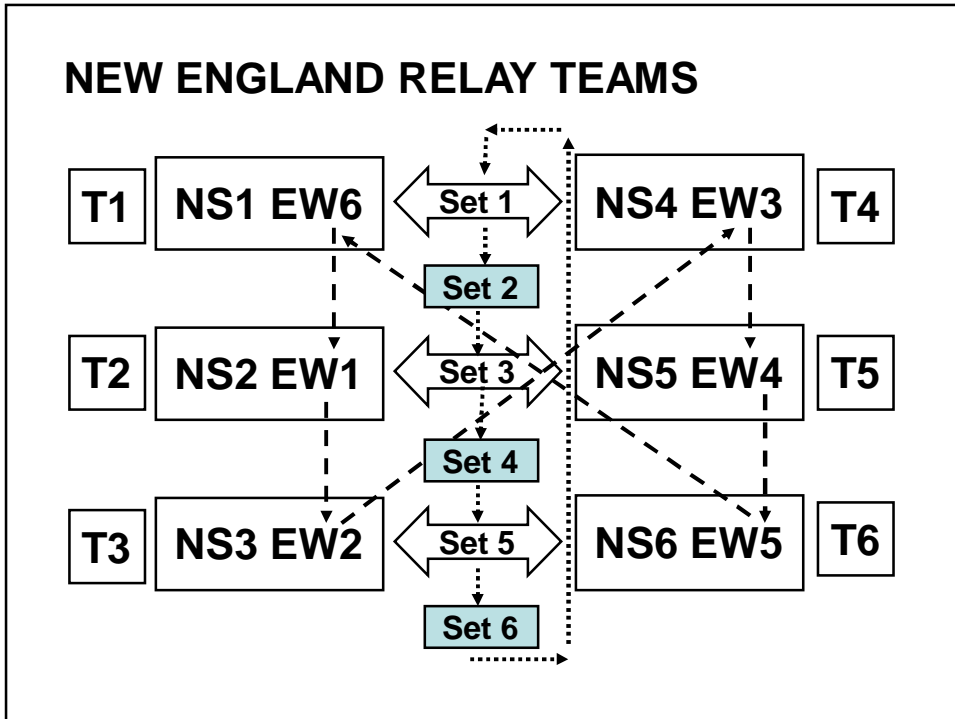 NEW ENGLAND RELAY TEAMS
T1 NS1 EW6 Set 1 NS4 EW3 T4
Set 2
T2 NS2 EW1 Set 3 NS5 EW4 T5
Set 4
T3 NS3 EW2 Set 5 NS6 EW5 T6
Set 6